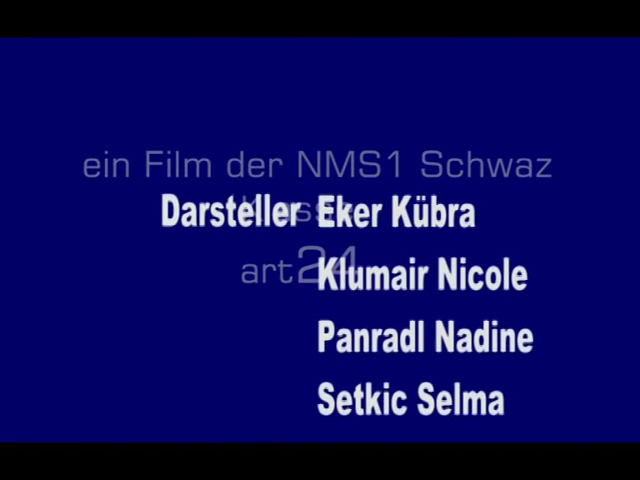 ein Film der NMS1 Schwaz
Darsteller Eker Kübra
art24
Klumair Nicole
Panradl Nadine
Setkic Selma